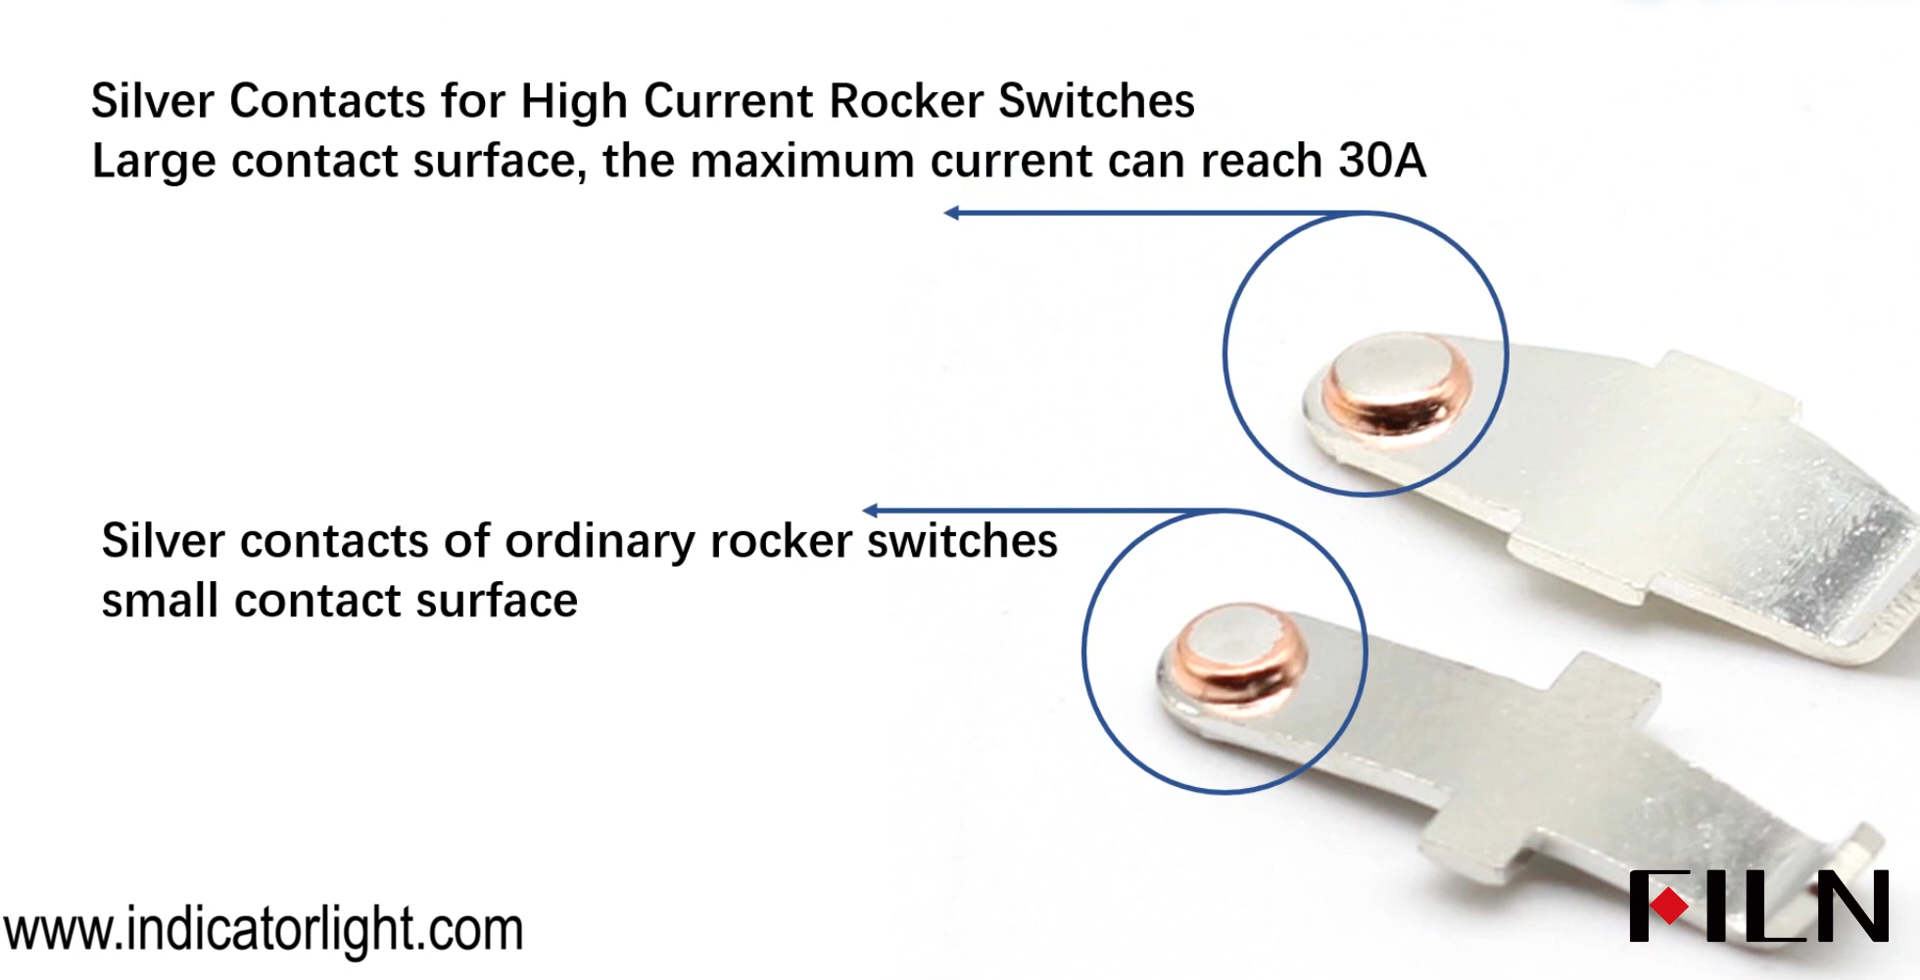 Silver Contacts for High Current Rocker Switches
Large contact surface, the maximum current can reach 30A
Silver contacts of ordinary rocker switches
small contact surface
www.indicatorlight.com
FILN